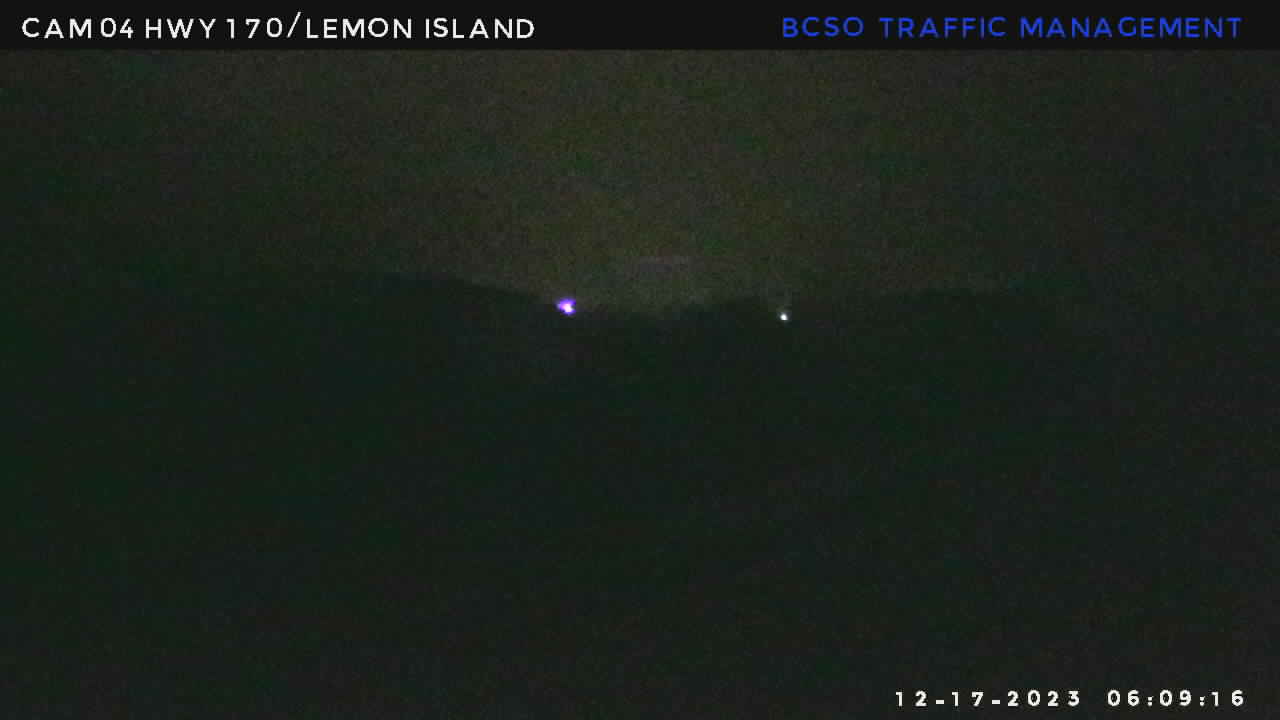 CAM04 HWY 170/LEMON ISLAND
BCSO TRAFFIC MANAGEMENT
12-17-2023 06:09:16